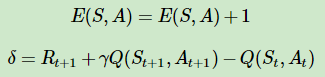 E(S, A) = E(S, A) + 1
δ = R_{t+1} + γQ(S_{t+1}, A_{t+1}) − Q(S_t, A_t)